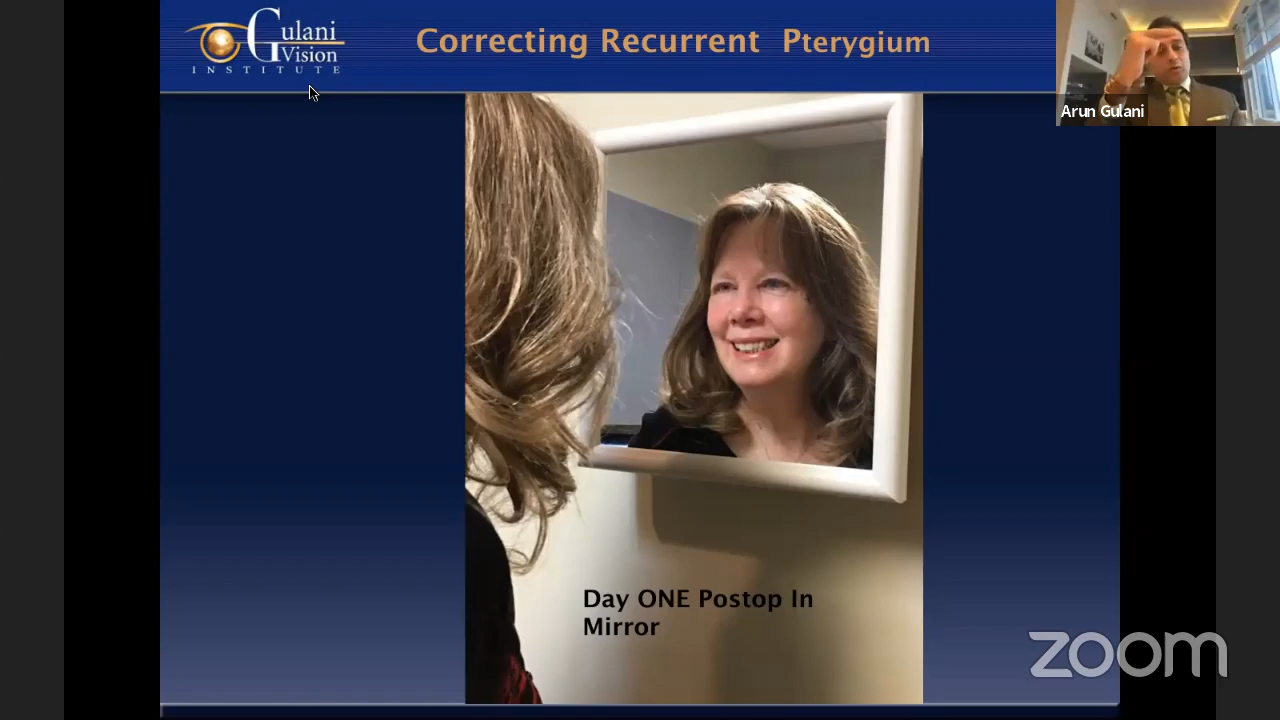 Gulani
Vision
INSTITUTE
Correcting Recurrent Pterygium
Arun Gulani
Day ONE Postop In
Mirror
zoom